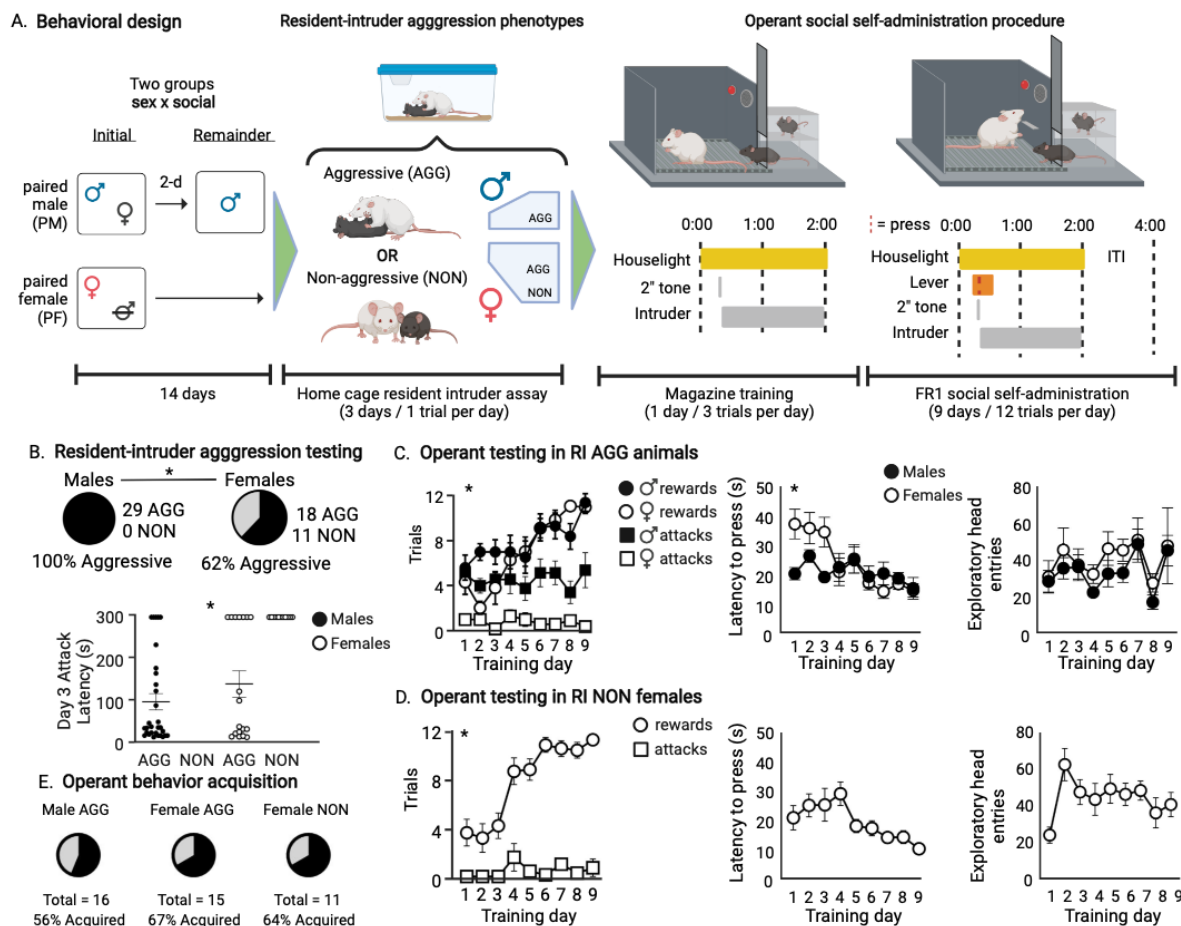 A. Behavioral design
Resident-intruder agggression phenotypes
Operant social self-administration procedure
Two groups
sex x social
Initial
Remainder
paired
male
(PM)
2-d
paired
female
(PF)
Aggressive (AGG)
OR
Non-aggressive (NON)
AGG
AGG
NON
0:00 1:00 2:00
Houselight
2" tone
Intruder
= press 0:00 1:00 2:00 4:00
Houselight
ITI
Lever
2" tone
Intruder
14 days
Home cage resident intruder assay
(3 days / 1 trial per day)
Magazine training
(1 day / 3 trials per day)
FR1 social self-administration
(9 days / 12 trials per day)
B. Resident-intruder agggression testing
Males * Females
29 AGG
0 NON
18 AGG
11 NON
100% Aggressive
62% Aggressive
Day 3 Attack
Latency (s)
300
200
100
0
*
Males
Females
AGG NON AGG NON
C. Operant testing in RI AGG animals
Trials
12
8
4
0
*
♂ rewards
♀ rewards
♂ attacks
♀ attacks
1 2 3 4 5 6 7 8 9
Training day
Latency to press (s)
50
40
30
20
10
0
*
Males
Females
1 2 3 4 5 6 7 8 9
Training day
Exploratory head
entries
80
60
40
20
0
1 2 3 4 5 6 7 8 9
Training day
D. Operant testing in RI NON females
Trials
12
8
4
0
*
rewards
attacks
1 2 3 4 5 6 7 8 9
Training day
Latency to press (s)
50
40
30
20
10
0
1 2 3 4 5 6 7 8 9
Training day
Exploratory head
entries
80
60
40
20
0
1 2 3 4 5 6 7 8 9
Training day
E. Operant behavior acquisition
Male AGG
Female AGG
Female NON
Total = 16
56% Acquired
Total = 15
67% Acquired
Total = 11
64% Acquired